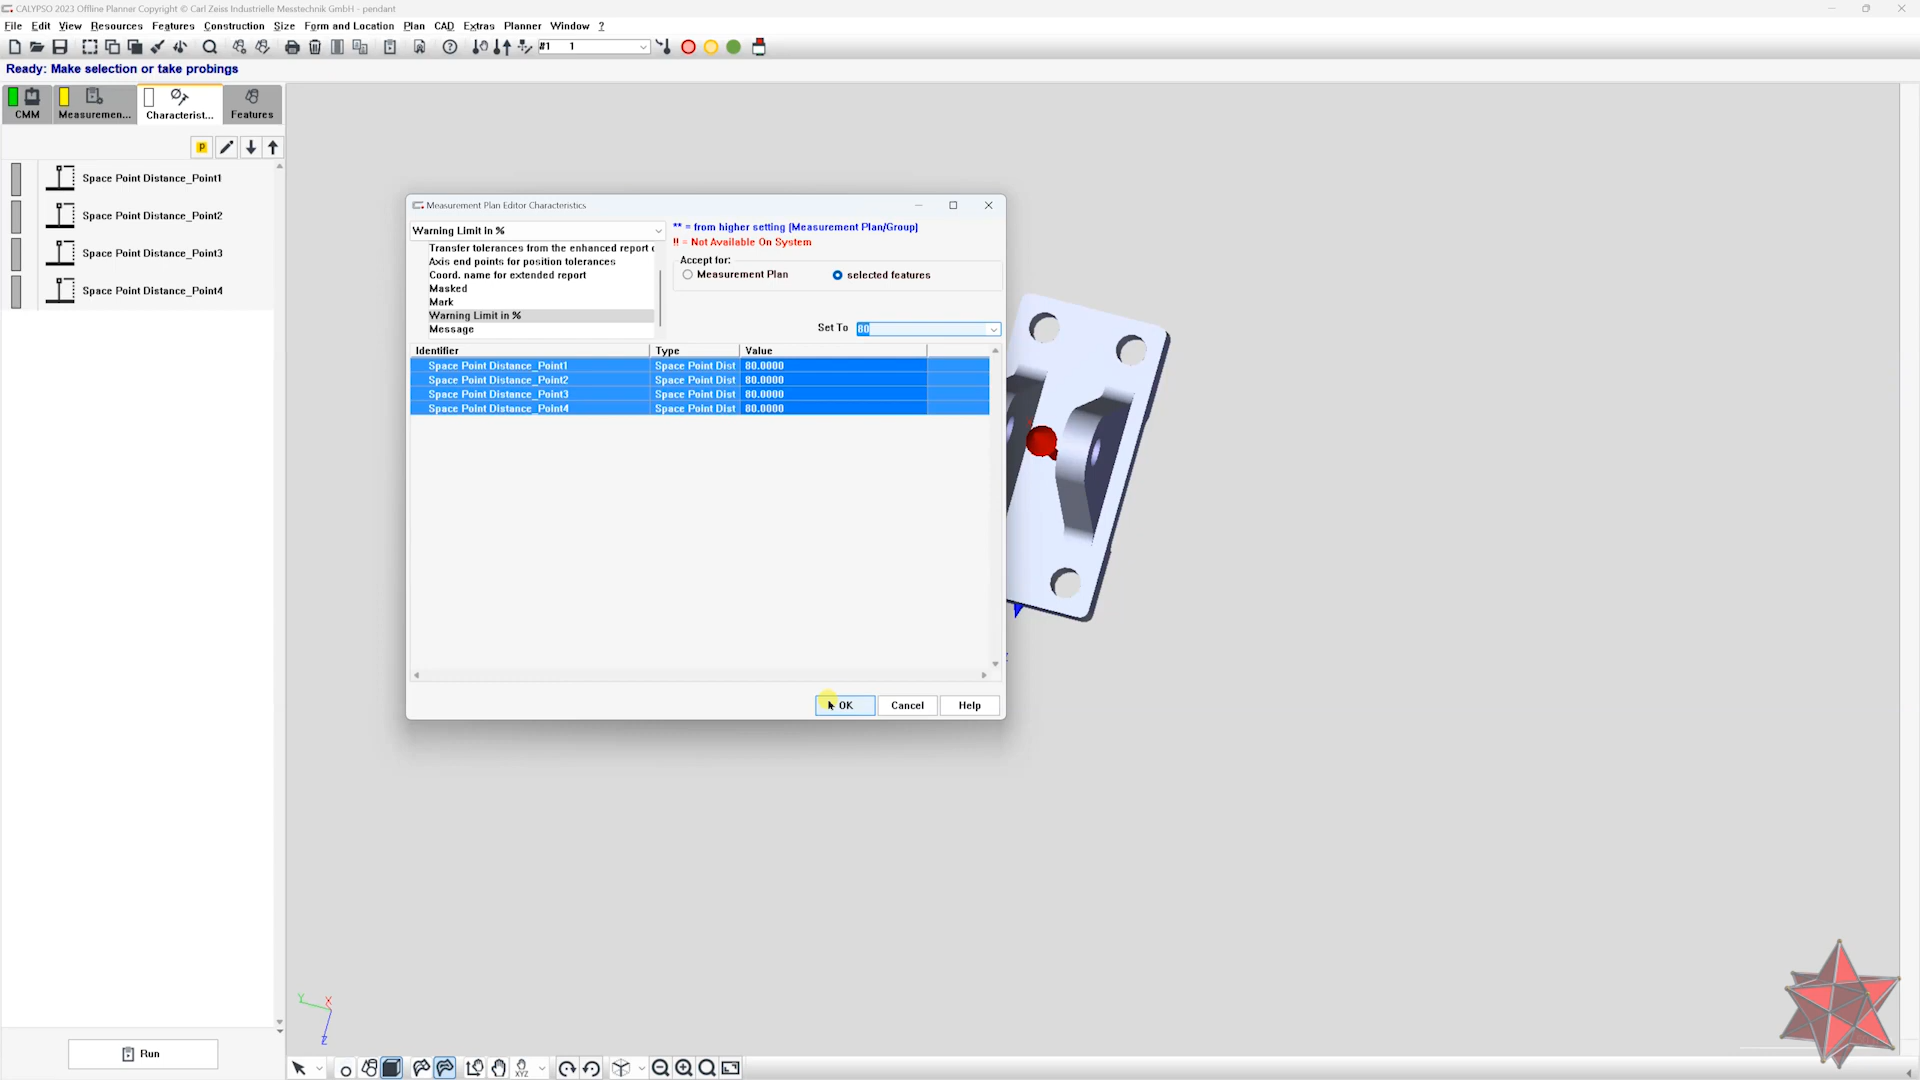 CALYPSO 2023 Offline Planner Copyright © Carl Zeiss Industrielle Messtechnik GmbH - pendant
File Edit View Resources Features Construction Size Form and Location Plan CAD Extras Planner Window ?
#1 1
Ready: Make selection or take probings
CMM Measuremen... Characterist... Features
P
Space Point Distance_Point1
Space Point Distance_Point2
Space Point Distance_Point3
Space Point Distance_Point4
Measurement Plan Editor Characteristics
Warning Limit in %
** = from higher setting (Measurement Plan/Group)
!! = Not Available On System
Transfer tolerances from the enhanced report
Axis end points for position tolerances
Coord. name for extended report
Masked
Mark
Warning Limit in %
Message
Accept for:
Measurement Plan selected features
Set To 80
Identifier Type Value
Space Point Distance_Point1 Space Point Dist 80.0000
Space Point Distance_Point2 Space Point Dist 80.0000
Space Point Distance_Point3 Space Point Dist 80.0000
Space Point Distance_Point4 Space Point Dist 80.0000
OK Cancel Help
Y X
Z
Run
XYZ